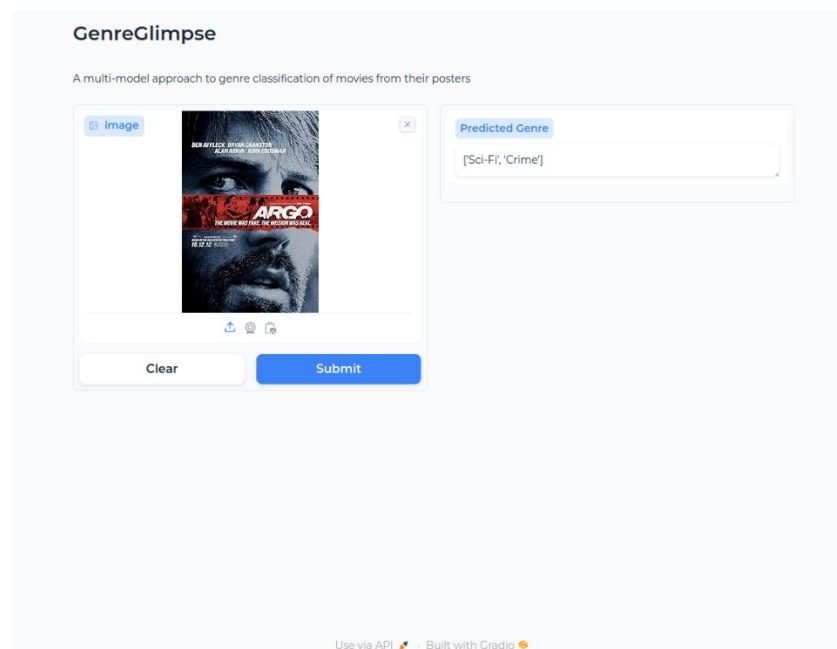 GenreGlimpse
A multi-model approach to genre classification of movies from their posters
Image
BEN AFFLECK BRYAN CRANSTON
ALAN ARKIN JOHN GOODMAN
ARGO
THE MOVIE WAS FAKE. THE MISSION WAS REAL.
10.12.12
Clear
Submit
Predicted Genre
['Sci-Fi', 'Crime']
Use via API · Built with Gradio